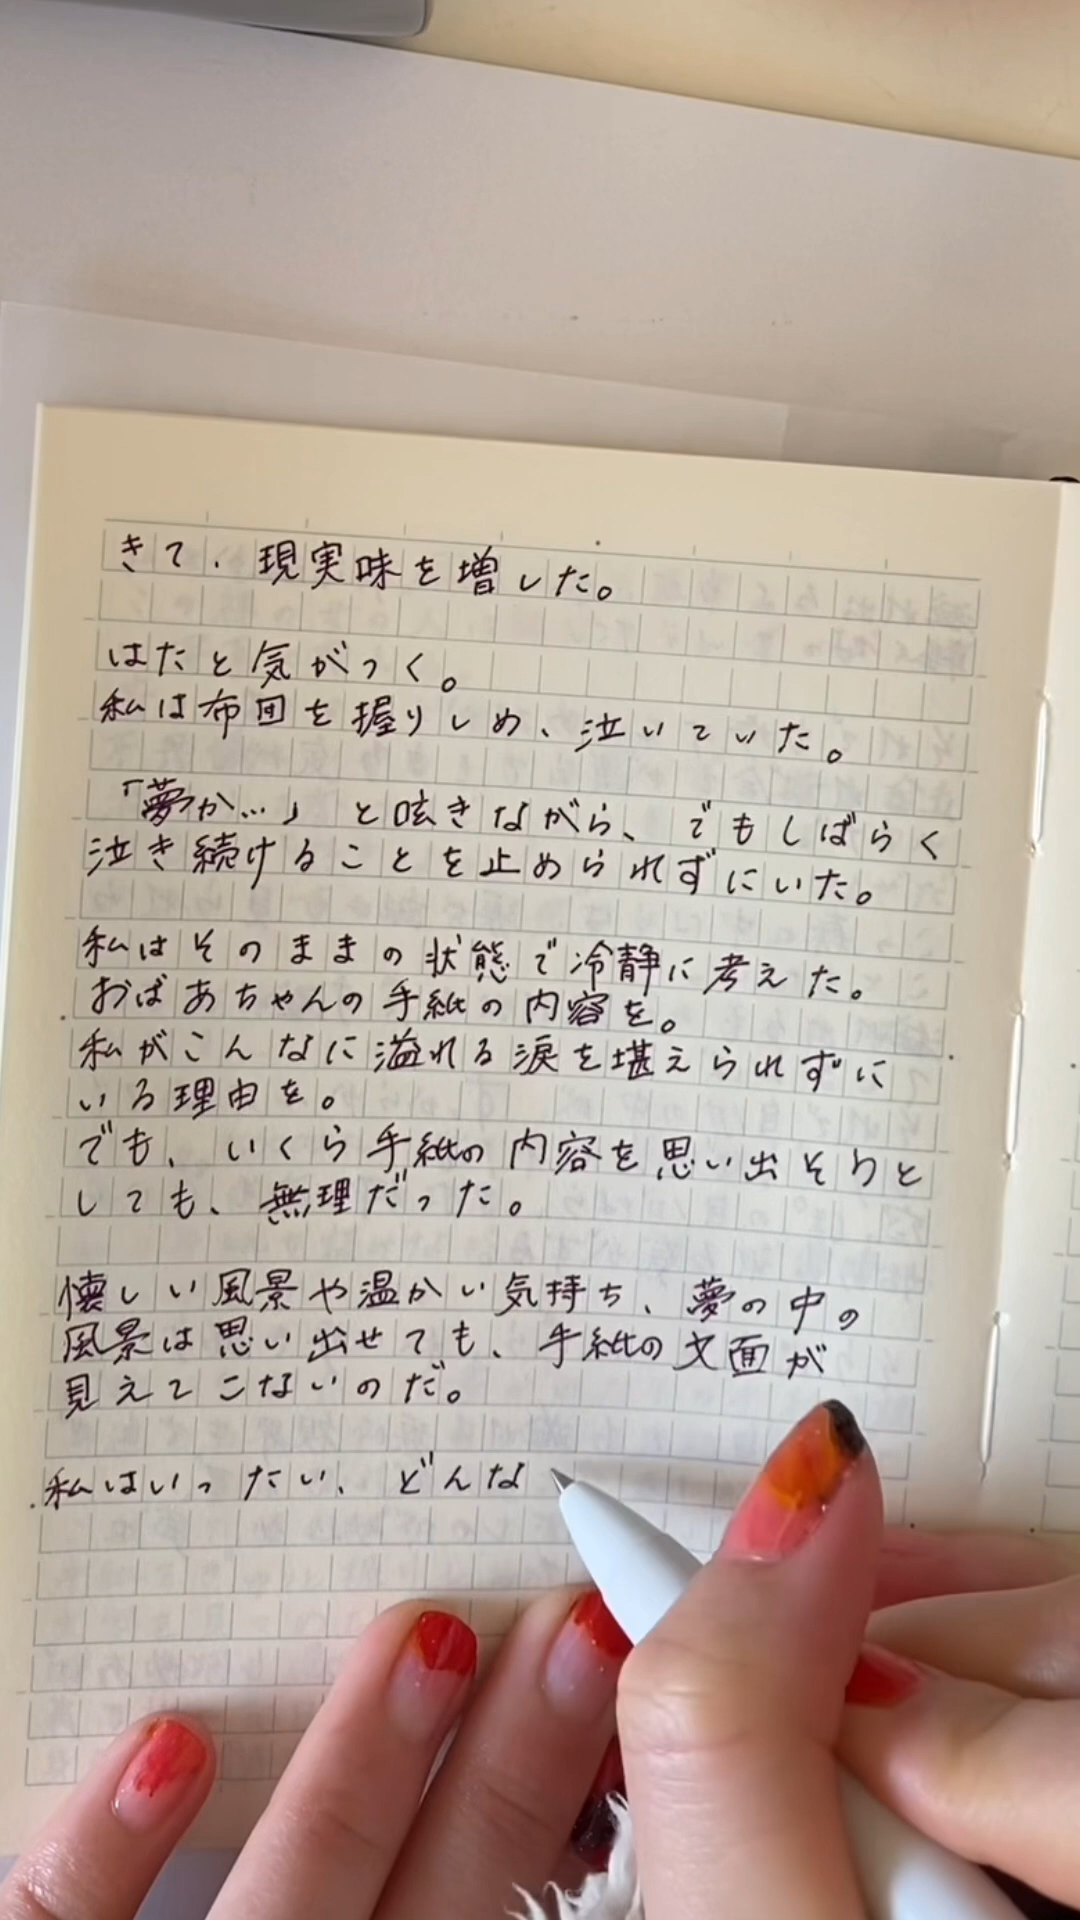 きて、現実味を増した。
はたと気がつく。
私は布団を握りしめ、泣いていた。
「夢か…」と呟きながら、でもしばらく
泣き続けることを止められずにいた。
私はそのままの状態で冷静に考えた。
おばあちゃんの手紙の内容を。
私がこんなに溢れる涙を堪えられずに
いる理由を。
でも、いくら手紙の内容を思い出そうと
しても、無理だった。
懐しい風景や温かい気持ち、夢の中の
風景は思い出せても、手紙の文面が
見えてこないのだ。
私はいったい、どんな